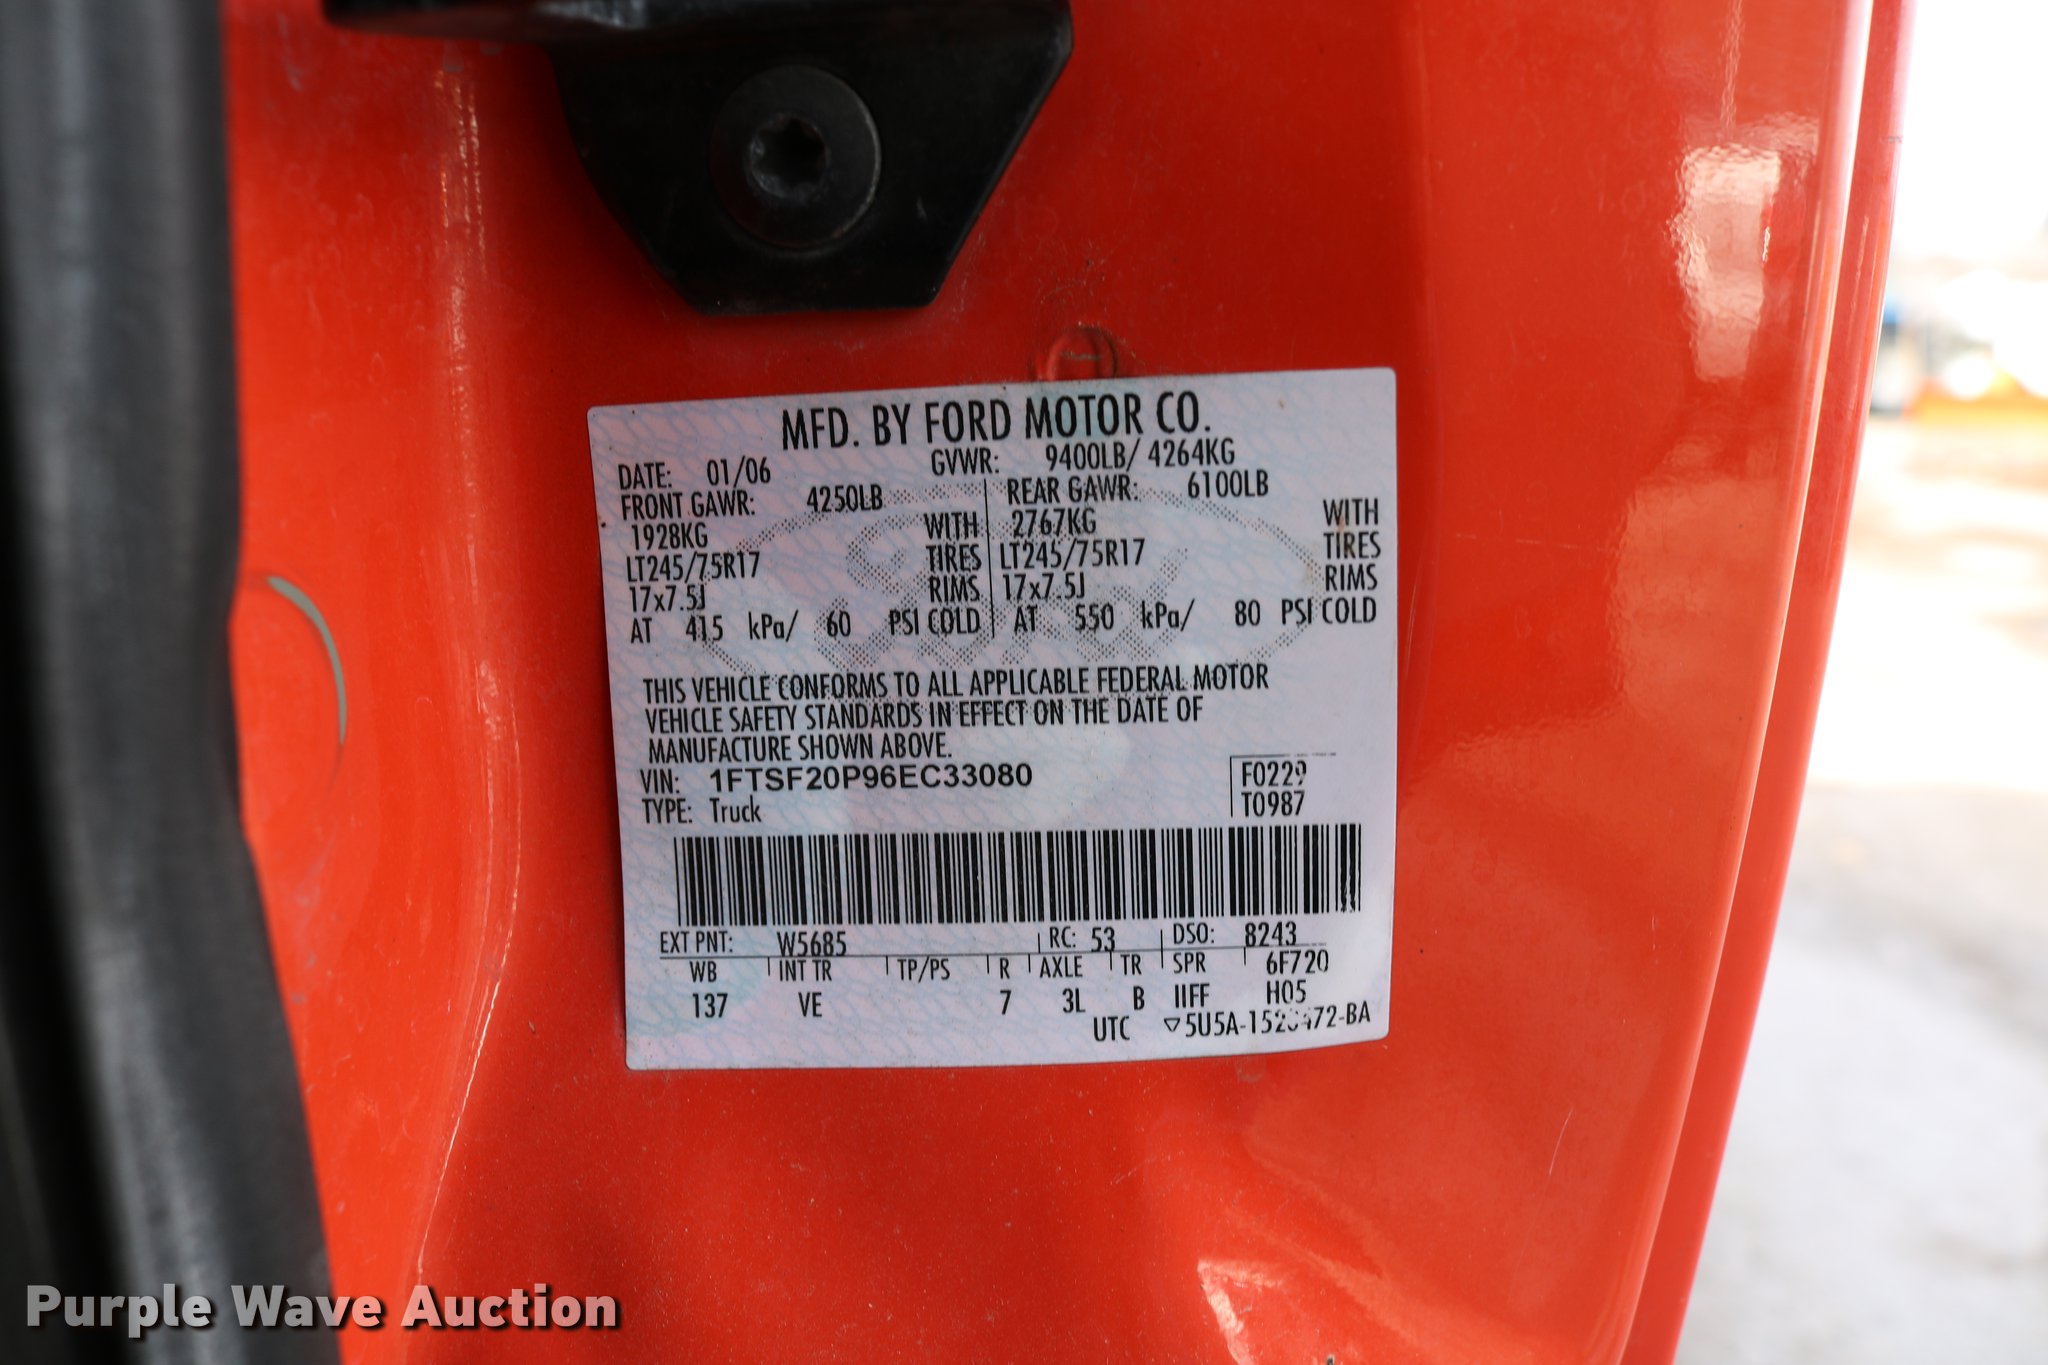 MFD. BY FORD MOTOR CO.
DATE: 01/06 GVWR: 9400LB/ 4264KG
FRONT GAWR: 4250LB REAR GAWR: 6100LB
1928KG WITH 2767KG WITH
LT245/75R17 TIRES LT245/75R17 TIRES
17x7.5J RIMS 17x7.5J RIMS
AT 415 kPa/ 60 PSI COLD AT 550 kPa/ 80 PSI COLD
THIS VEHICLE CONFORMS TO ALL APPLICABLE FEDERAL MOTOR
VEHICLE SAFETY STANDARDS IN EFFECT ON THE DATE OF
MANUFACTURE SHOWN ABOVE.
VIN: 1FTSF20P96EC33080 F0229
TYPE: Truck T0987
EXT PNT: W5685 RC: 53 DSO: 8243
WB INT TR TP/PS R AXLE TR SPR 6F720
137 VE 7 3L B IIFF H05
UTC
Purple Wave Auction